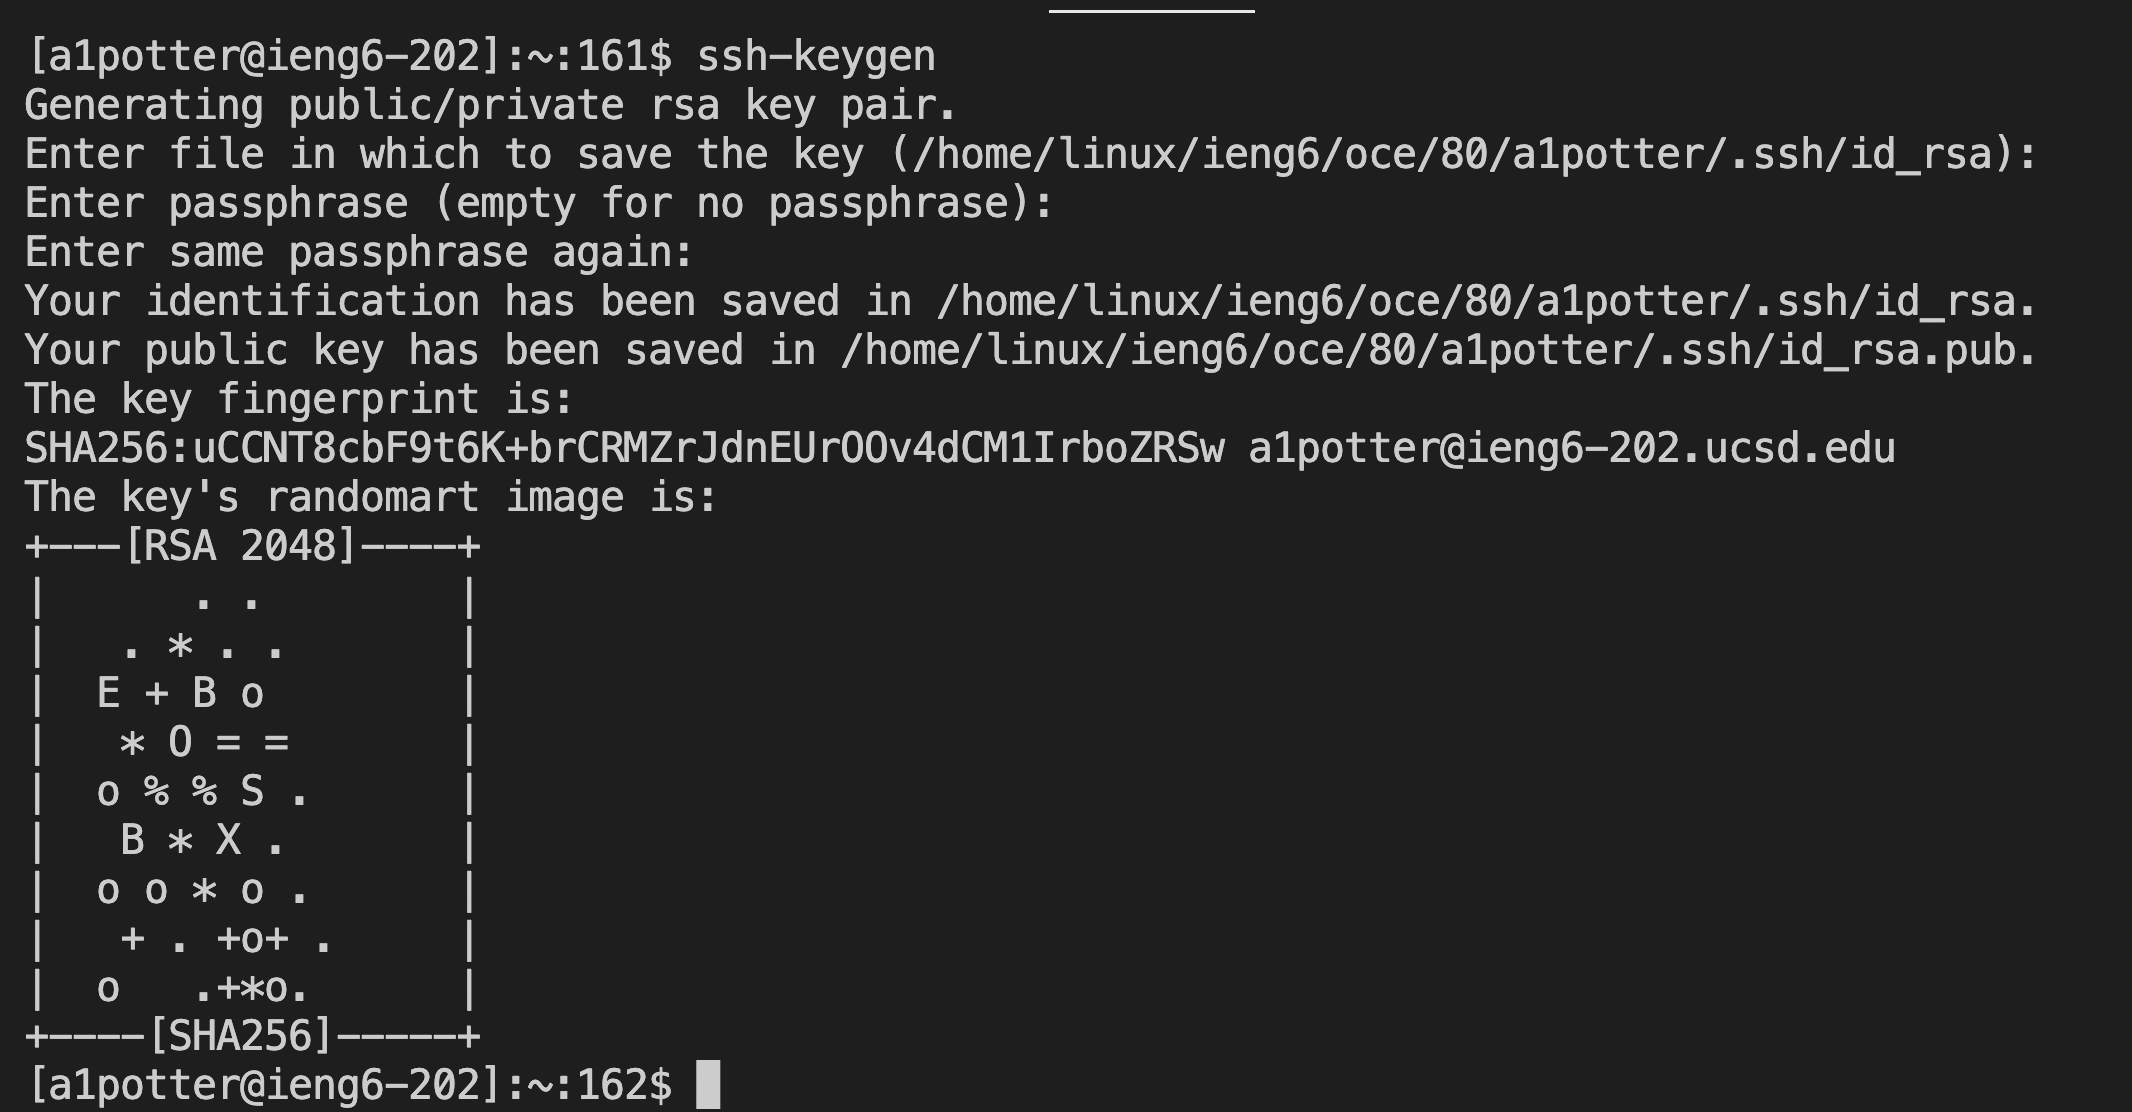 [a1potter@ieng6-202]:~:161$ ssh-keygen
Generating public/private rsa key pair.
Enter file in which to save the key (/home/linux/ieng6/oce/80/a1potter/.ssh/id_rsa):
Enter passphrase (empty for no passphrase):
Enter same passphrase again:
Your identification has been saved in /home/linux/ieng6/oce/80/a1potter/.ssh/id_rsa.
Your public key has been saved in /home/linux/ieng6/oce/80/a1potter/.ssh/id_rsa.pub.
The key fingerprint is:
SHA256:uCCNT8cbF9t6K+brCRMZrJdnEUrOOv4dCM1IrboZRSw a1potter@ieng6-202.ucsd.edu
The key's randomart image is:
+---[RSA 2048]----+
|      . .        |
|   . * . .       |
|  E + B o        |
|   * O = =       |
|  o % % S .      |
|   B * X .       |
|  o o * o .      |
|   + . +o+ .     |
|  o   .+*o.      |
+----[SHA256]-----+
[a1potter@ieng6-202]:~:162$